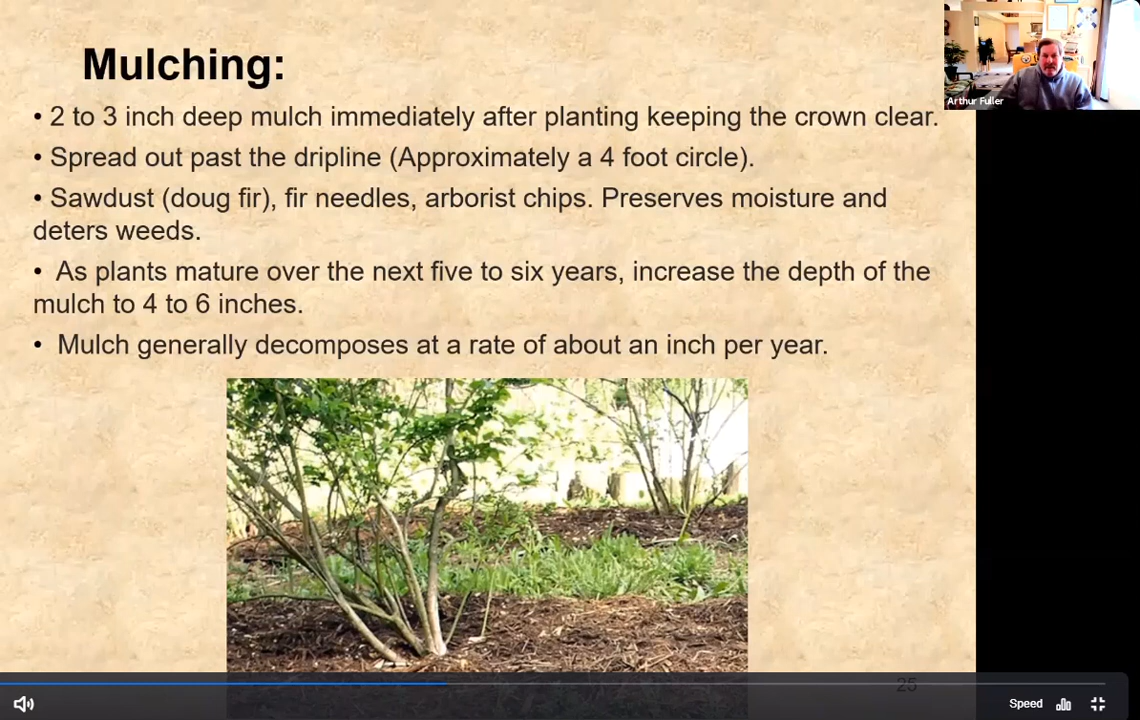 Mulching:
• 2 to 3 inch deep mulch immediately after planting keeping the crown clear.
• Spread out past the dripline (Approximately a 4 foot circle).
• Sawdust (doug fir), fir needles, arborist chips. Preserves moisture and
deters weeds.
• As plants mature over the next five to six years, increase the depth of the
mulch to 4 to 6 inches.
• Mulch generally decomposes at a rate of about an inch per year.
Arthur Fuller
25
Speed